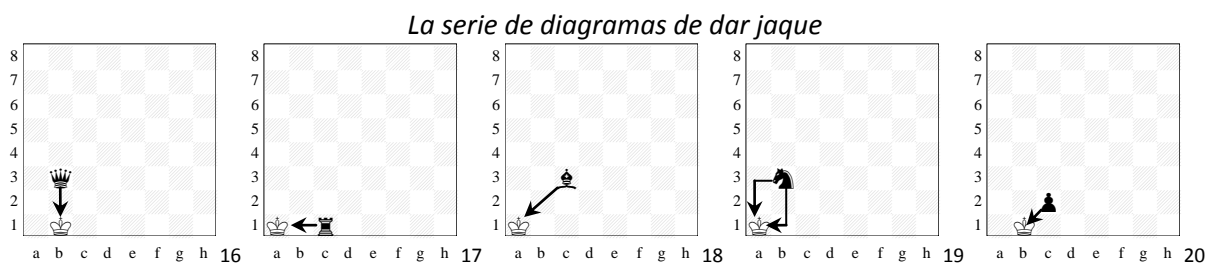 La serie de diagramas de dar jaque
8 8 8 8 8
7 7 7 7 7
6 6 6 6 6
5 5 5 5 5
4 4 4 4 4
3 3 3 3 3
2 2 2 2 2
1 1 1 1 1
a b c d e f g h 16 a b c d e f g h 17 a b c d e f g h 18 a b c d e f g h 19 a b c d e f g h 20